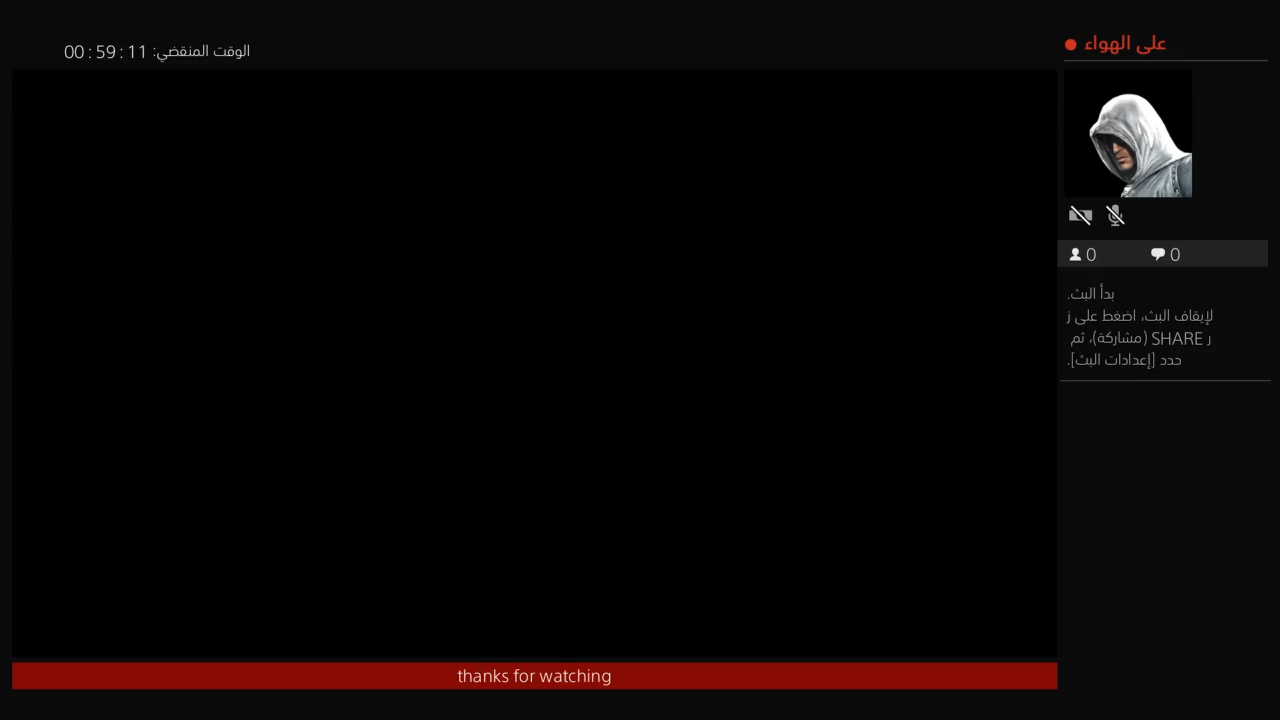 الوقت المنقضي: 00:59:11
على الهواء
0 0
بدأ البث.
لإيقاف البث، اضغط على ز
ر SHARE (مشاركة)، ثم
حدد [إعدادات البث].
thanks for watching